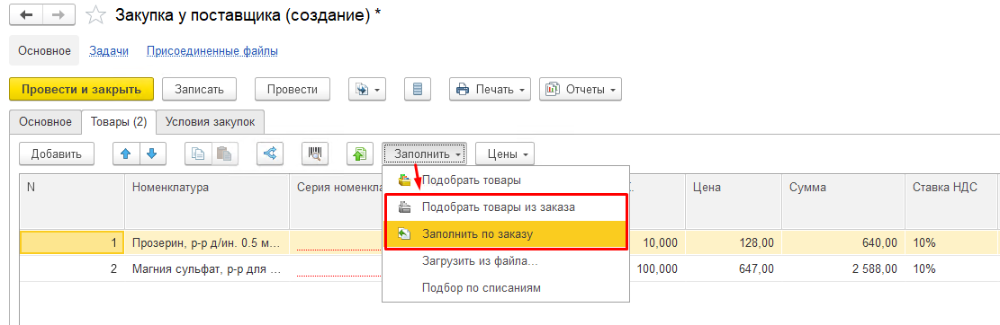 Закупка у поставщика (создание) *
Основное Задачи Присоединенные файлы
Провести и закрыть Записать Провести Печать Отчеты
Основное Товары (2) Условия закупок
Добавить Заполнить Цены
N Номенклатура Серия номенкла Цена Сумма Ставка НДС
Подобрать товары
Подобрать товары из заказа
Заполнить по заказу
Загрузить из файла...
Подбор по списаниям
1 Прозерин, р-р д/ин. 0.5 м... 10,000 128,00 640,00 10%
2 Магния сульфат, р-р для ... 100,000 647,00 2 588,00 10%